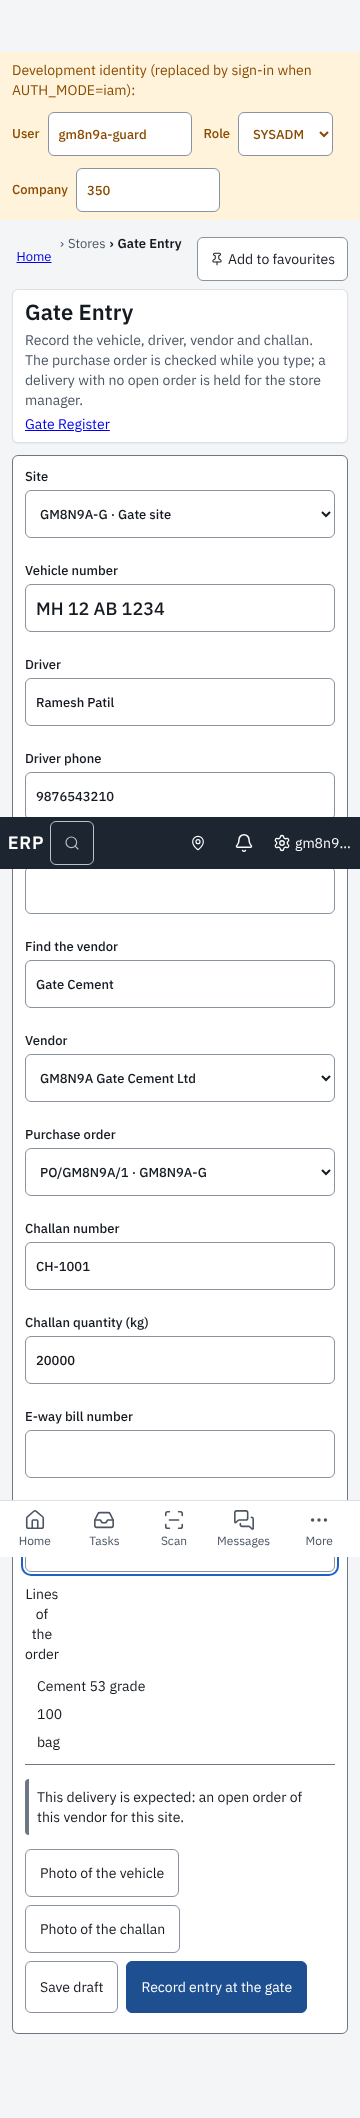 Development identity (replaced by sign-in when
AUTH_MODE=iam):
User gm8n9a-guard Role SYSADM
Company 350
Home › Stores › Gate Entry
Add to favourites
Gate Entry
Record the vehicle, driver, vendor and challan.
The purchase order is checked while you type; a
delivery with no open order is held for the store
manager.
Gate Register
Site
GM8N9A-G · Gate site
Vehicle number
MH 12 AB 1234
Driver
Ramesh Patil
Driver phone
9876543210
ERP gm8n9...
Find the vendor
Gate Cement
Vendor
GM8N9A Gate Cement Ltd
Purchase order
PO/GM8N9A/1 · GM8N9A-G
Challan number
CH-1001
Challan quantity (kg)
20000
E-way bill number
Home Tasks Scan Messages More
Lines
of
the
order
Cement 53 grade
100
bag
This delivery is expected: an open order of
this vendor for this site.
Photo of the vehicle
Photo of the challan
Save draft Record entry at the gate